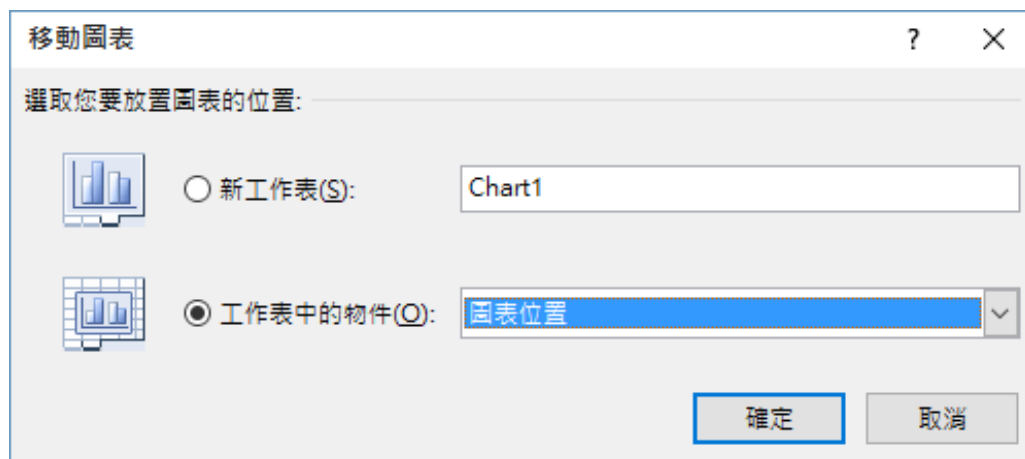 移動圖表
?
選取您要放置圖表的位置:
新工作表(S):
Chart1
工作表中的物件(O):
圖表位置
確定
取消